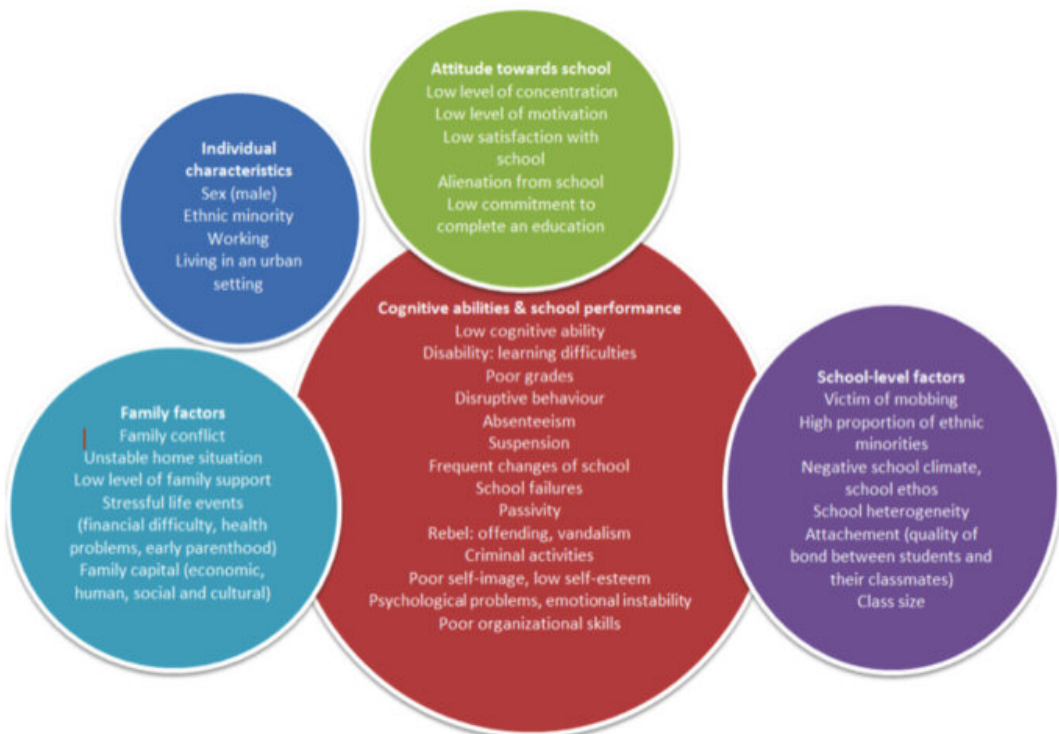 Attitude towards school
Low level of concentration
Low level of motivation
Low satisfaction with
school
Alienation from school
Low commitment to
complete an education
Individual
characteristics
Sex (male)
Ethnic minority
Working
Living in an urban
setting
Cognitive abilities & school performance
Low cognitive ability
Disability: learning difficulties
Poor grades
Disruptive behaviour
Absenteeism
Suspension
Frequent changes of school
School failures
Passivity
Rebel: offending, vandalism
Criminal activities
Poor self-image, low self-esteem
Psychological problems, emotional instability
Poor organizational skills
Family factors
Family conflict
Unstable home situation
Low level of family support
Stressful life events
(financial difficulty, health
problems, early parenthood)
Family capital (economic,
human, social and cultural)
School-level factors
Victim of mobbing
High proportion of ethnic
minorities
Negative school climate,
school ethos
School heterogeneity
Attachement (quality of
bond between students and
their classmates)
Class size